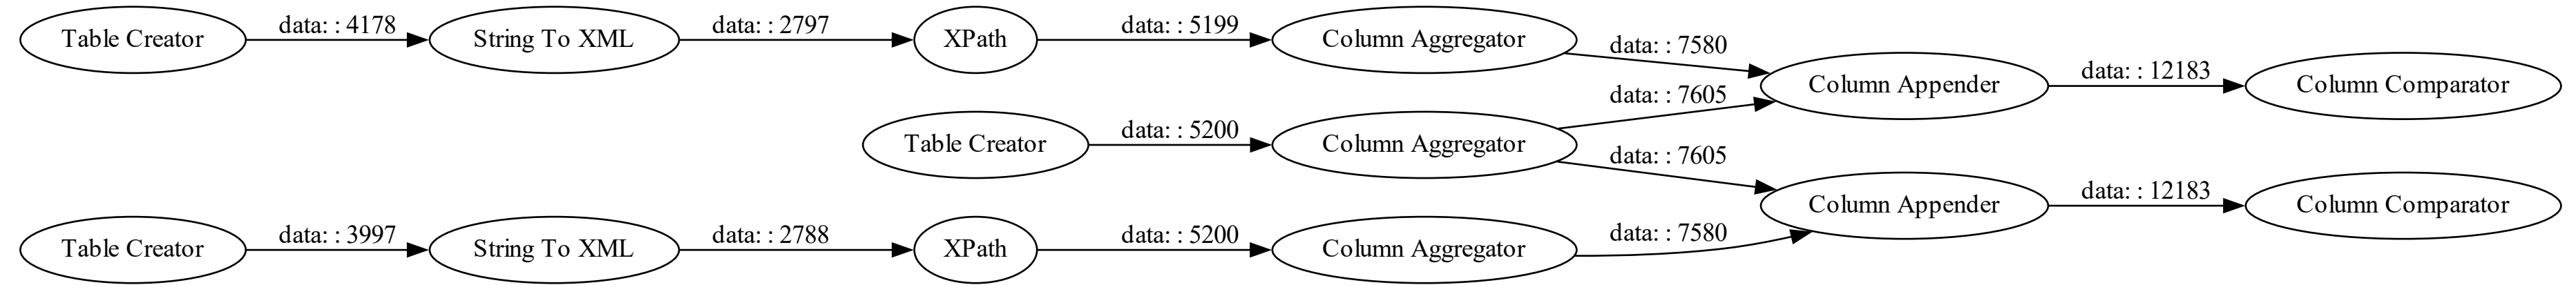 Table Creator
data: : 4178
String To XML
data: : 2797
XPath
data: : 5199
Column Aggregator
data: : 7580
Column Appender
data: : 12183
Column Comparator
Table Creator
data: : 5200
Column Aggregator
data: : 7605
data: : 7605
Column Appender
data: : 12183
Column Comparator
Table Creator
data: : 3997
String To XML
data: : 2788
XPath
data: : 5200
Column Aggregator
data: : 7580